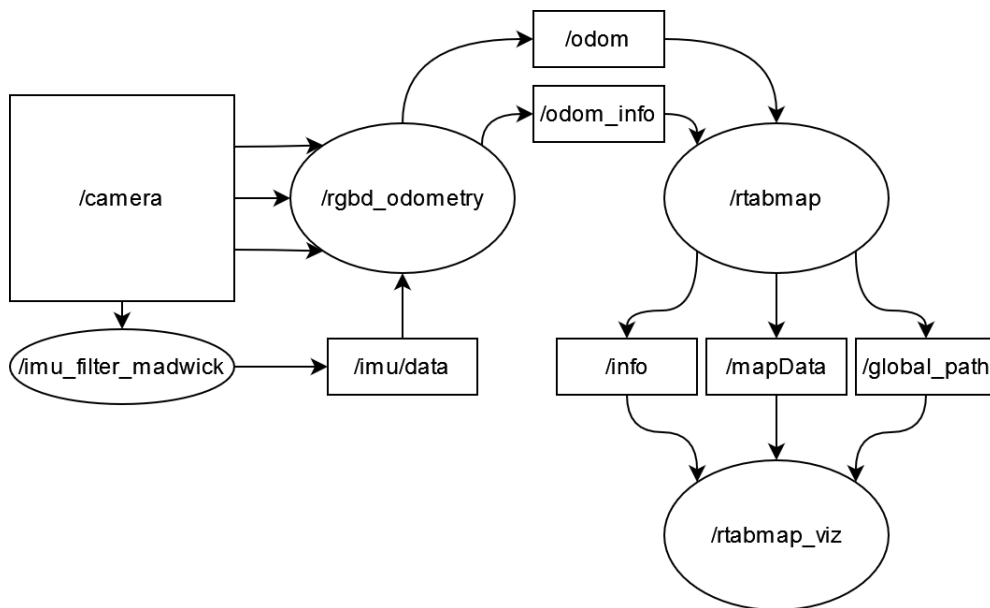 /odom
/odom_info
/camera
/rgbd_odometry
/rtabmap
/imu_filter_madwick
/imu/data
/info
/mapData
/global_path
/rtabmap_viz